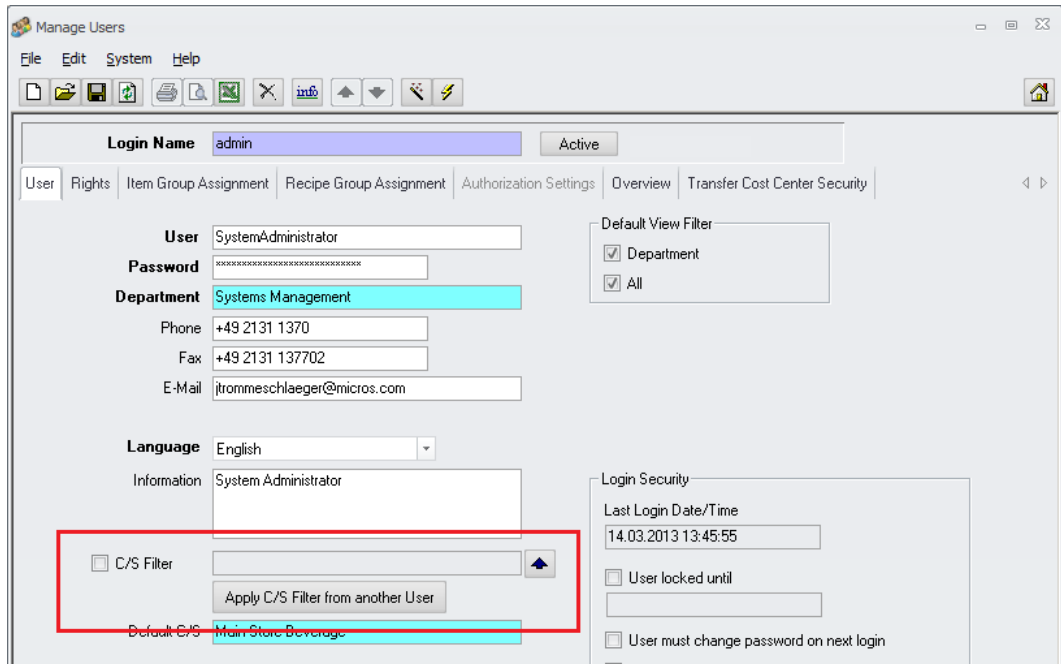 Manage Users
File Edit System Help
info
Login Name admin Active
User Rights Item Group Assignment Recipe Group Assignment Authorization Settings Overview Transfer Cost Center Security
User SystemAdministrator
Password ****************************
Department Systems Management
Phone +49 2131 1370
Fax +49 2131 137702
E-Mail jtrommeschlaeger@micros.com
Language English
Information System Administrator
C/S Filter
Apply C/S Filter from another User
Default C/S Main Store Beverage
Default View Filter
Department
All
Login Security
Last Login Date/Time
14.03.2013 13:45:55
User locked until
User must change password on next login